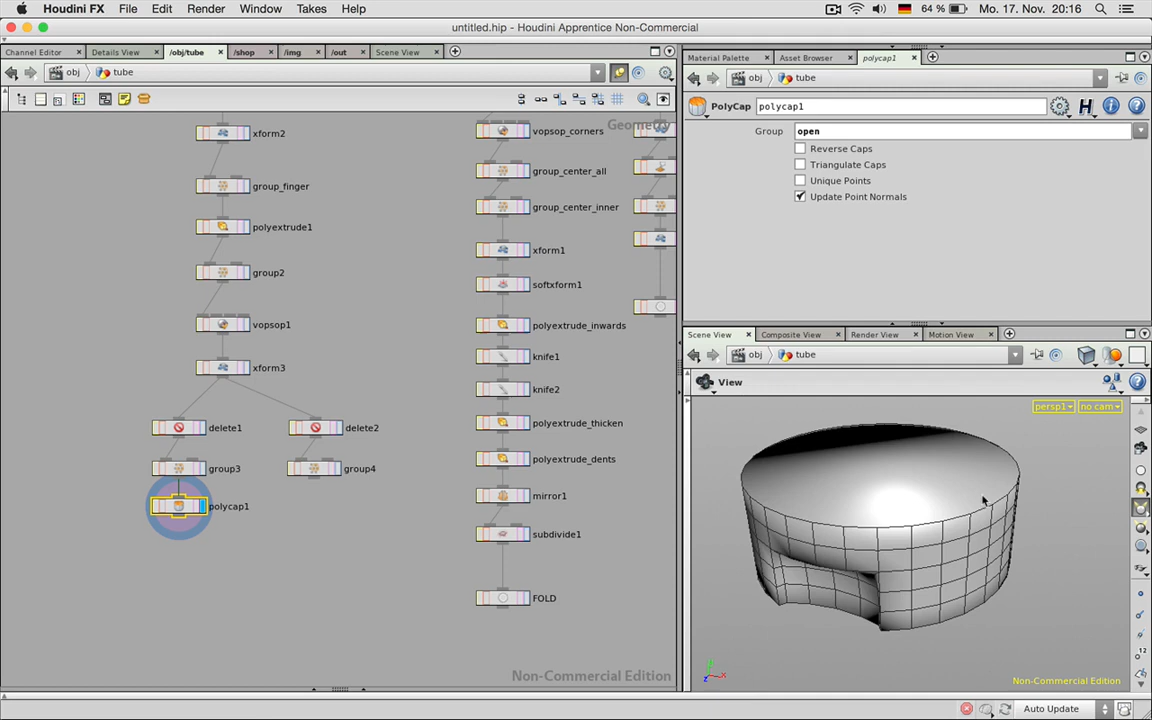 Houdini FX File Edit Render Window Takes Help 64 % Mo. 17. Nov. 20:16
untitled.hip - Houdini Apprentice Non-Commercial
Channel Editor Details View /obj/tube /shop /img /out Scene View
Material Palette Asset Browser polycap1
obj tube
obj tube
PolyCap polycap1 H
Group open
Reverse Caps
Triangulate Caps
Unique Points
Update Point Normals
Geometry
xform2
group_finger
polyextrude1
group2
vopsop1
xform3
delete1
delete2
group3
group4
polycap1
vopsop_corners
group_center_all
group_center_inner
xform1
softxform1
polyextrude_inwards
knife1
knife2
polyextrude_thicken
polyextrude_dents
mirror1
subdivide1
FOLD
Non-Commercial Edition
Scene View Composite View Render View Motion View
obj tube
View
persp1 no cam
12
y
z x
Non-Commercial Edition
Auto Update